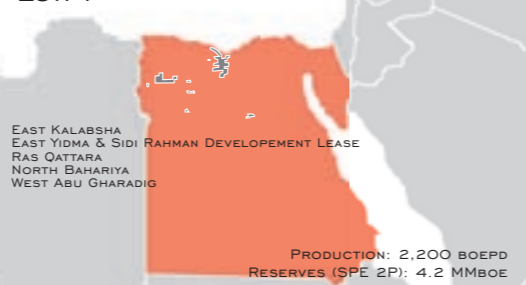 East Kalabsha
East Yidma & Sidi Rahman Developement Lease
Ras Qattara
North Bahariya
West Abu Gharadig
Production: 2,200 boepd
Reserves (SPE 2P): 4.2 MMboe